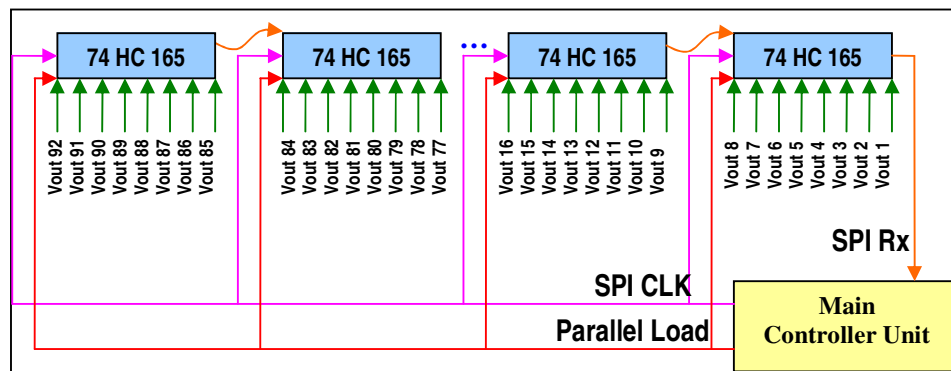 74 HC 165
74 HC 165
...
74 HC 165
74 HC 165
Vout 92
Vout 91
Vout 90
Vout 89
Vout 88
Vout 87
Vout 86
Vout 85
Vout 84
Vout 83
Vout 82
Vout 81
Vout 80
Vout 79
Vout 78
Vout 77
Vout 16
Vout 15
Vout 14
Vout 13
Vout 12
Vout 11
Vout 10
Vout 9
Vout 8
Vout 7
Vout 6
Vout 5
Vout 4
Vout 3
Vout 2
Vout 1
SPI Rx
SPI CLK
Parallel Load
Main
Controller Unit